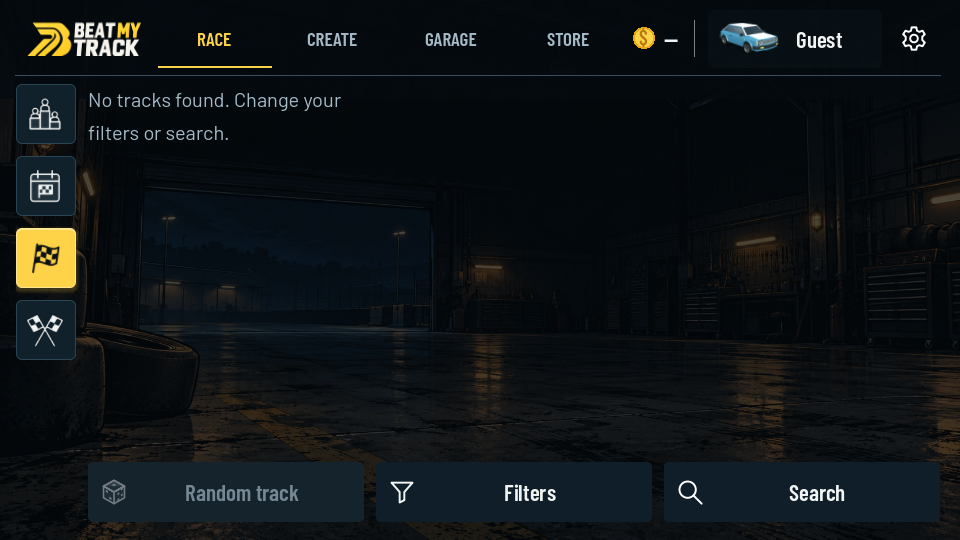 BEAT MY
TRACK
RACE
CREATE
GARAGE
STORE
–
Guest
No tracks found. Change your
filters or search.
Random track
Filters
Search